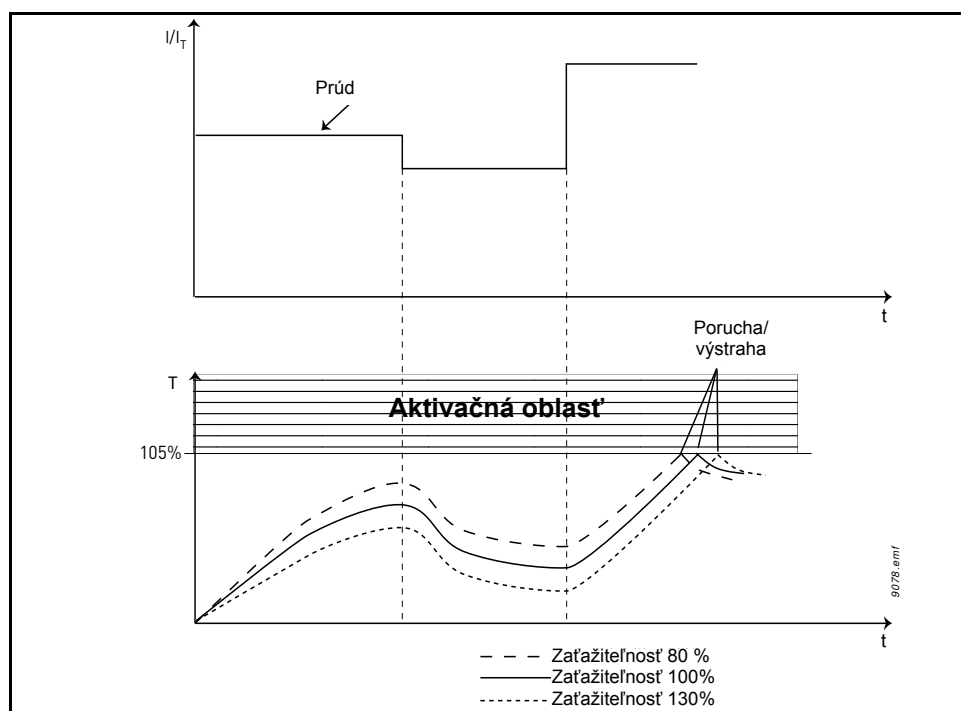 I/I_T
Prúd
t
Porucha/
výstraha
T
Aktivačná oblasť
105%
9078.emf
t
Zaťažiteľnosť 80 %
Zaťažiteľnosť 100%
Zaťažiteľnosť 130%